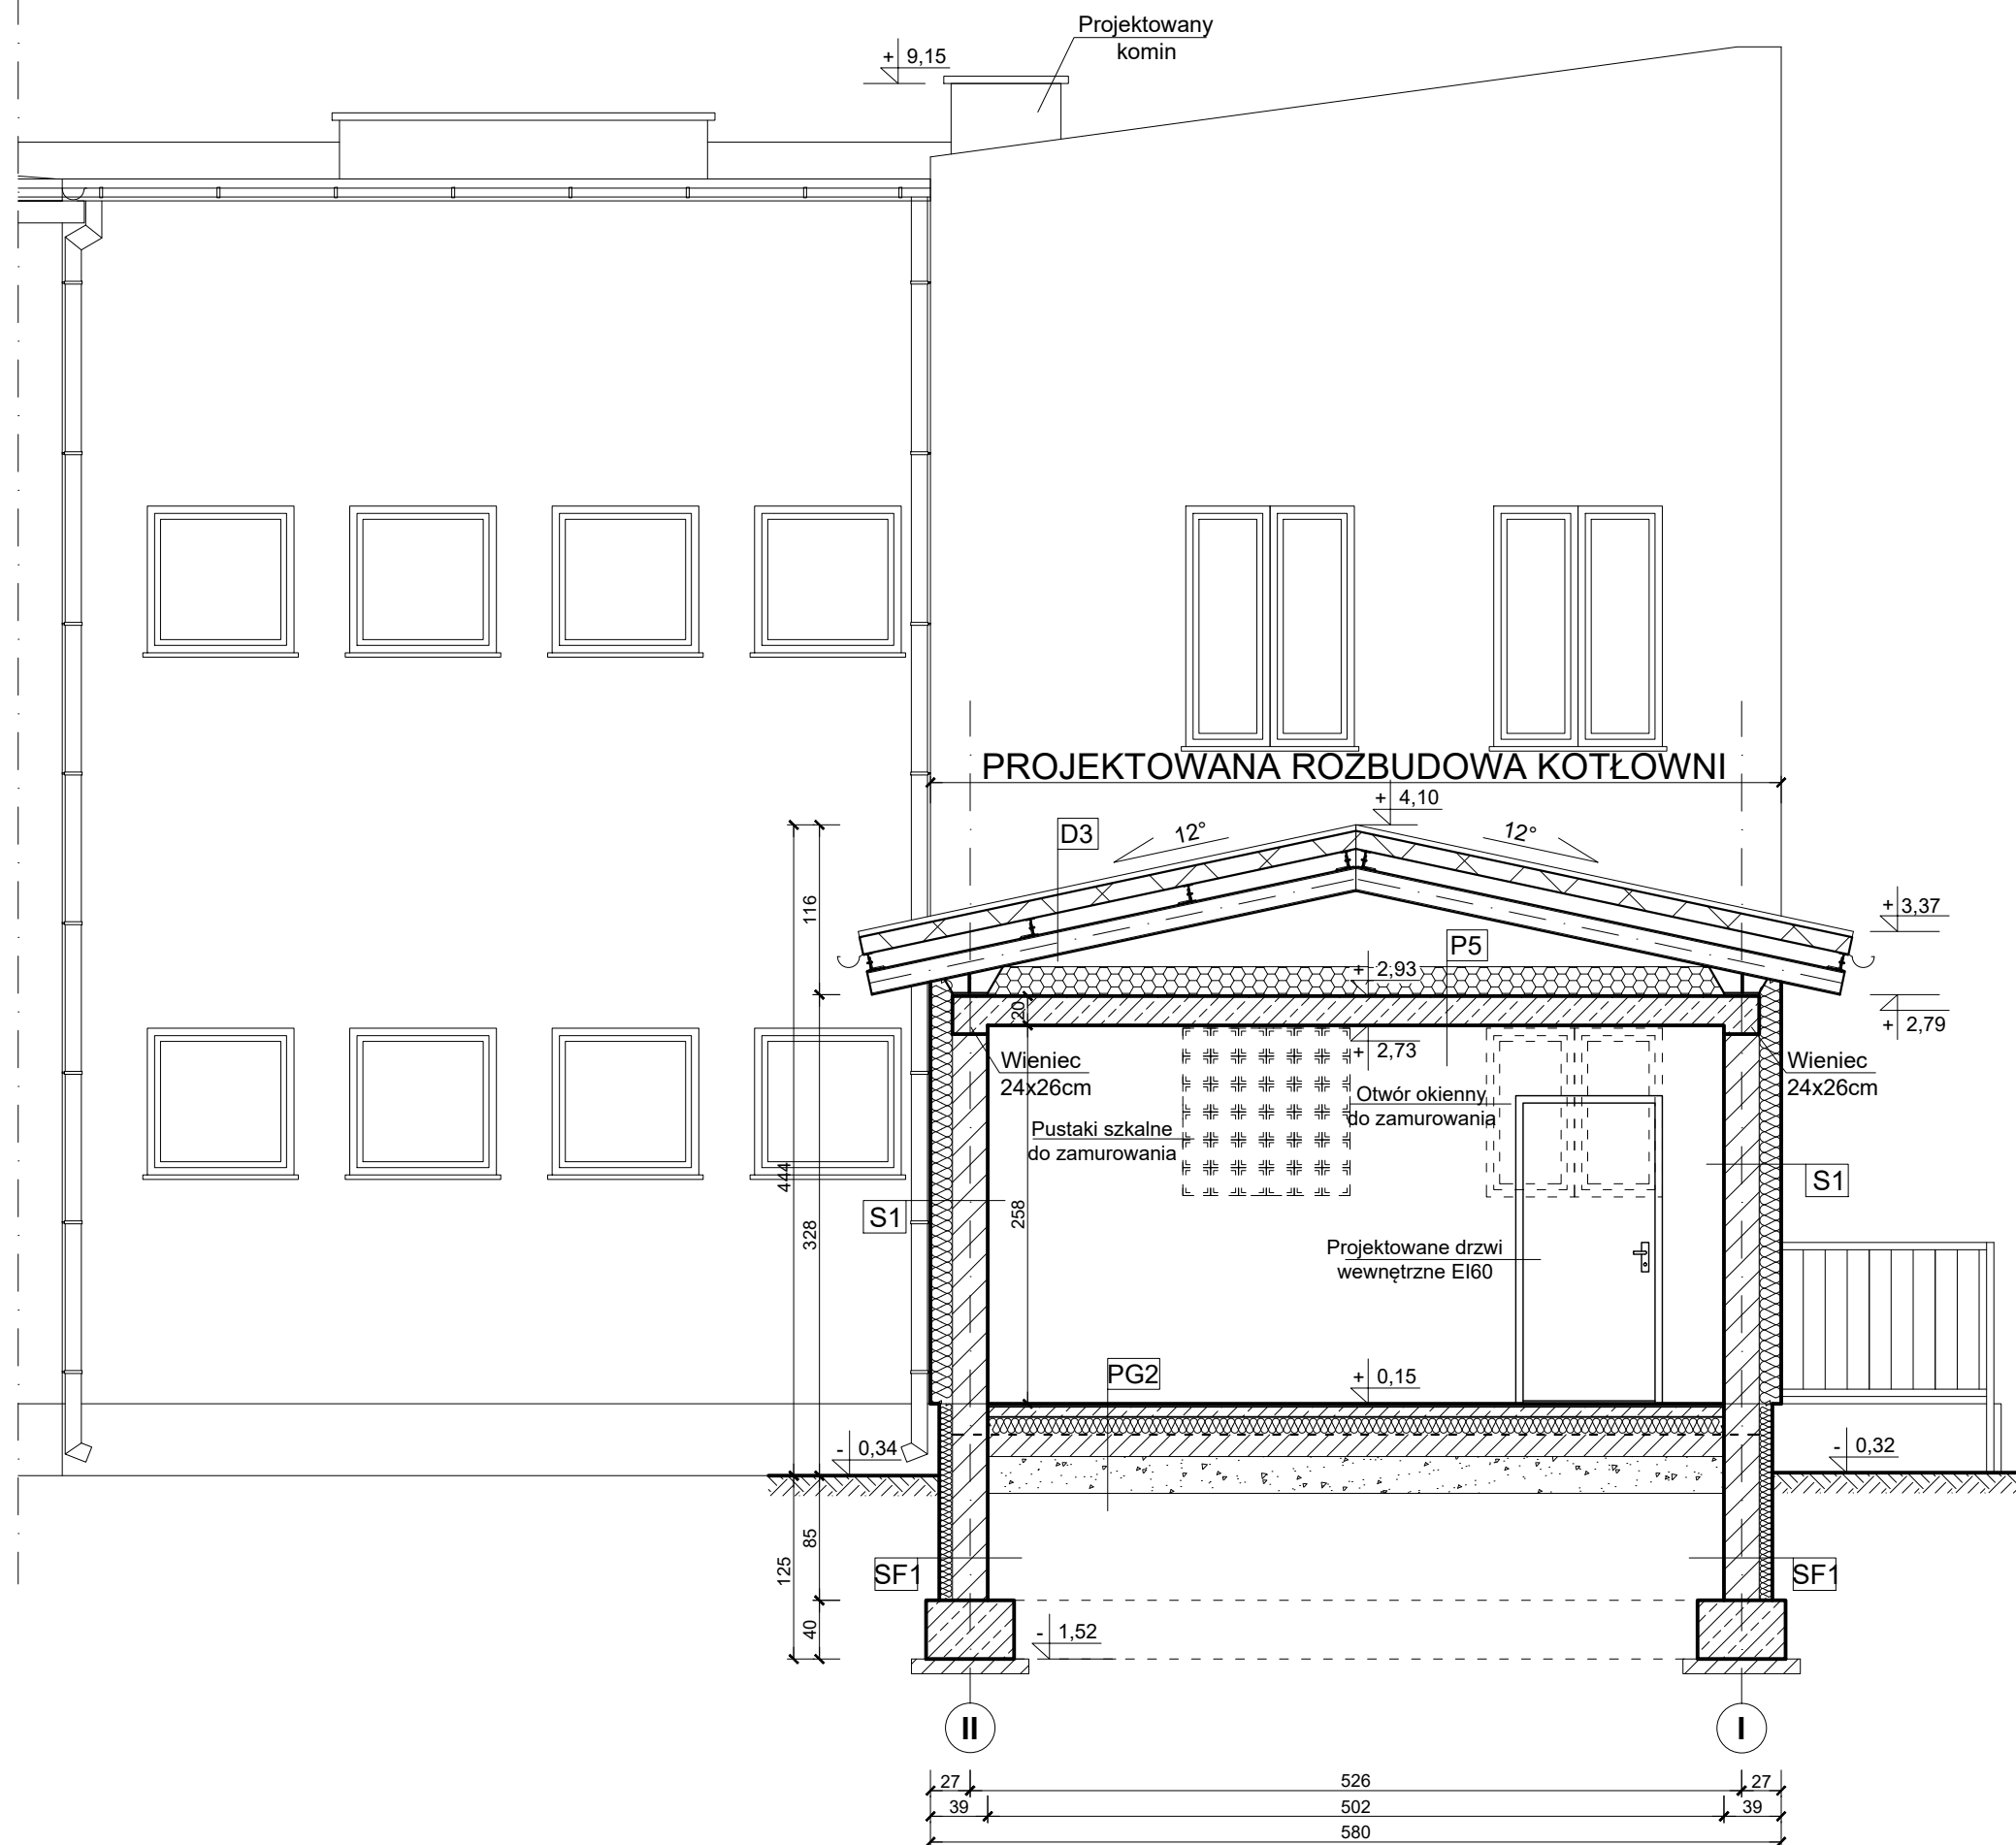 Projektowany
komin
+ 9,15
PROJEKTOWANA ROZBUDOWA KOTŁOWNI
+ 4,10
D3
12°
12°
116
+ 3,37
P5
+ 2,93
20
+ 2,79
+ 2,73
Wieniec
24x26cm
Wieniec
24x26cm
Otwór okienny
do zamurowania
Pustaki szkalne
do zamurowania
444
328
258
S1
S1
Projektowane drzwi
wewnętrzne EI60
PG2
+ 0,15
- 0,34
- 0,32
85
125
SF1
SF1
40
- 1,52
II
I
27
526
27
39
502
39
580